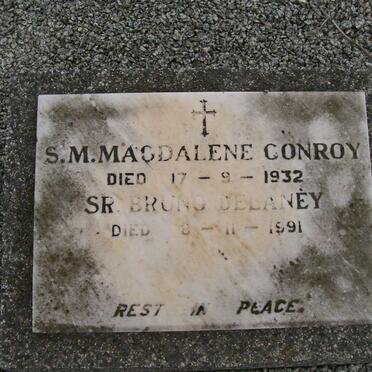 S.M. MAGDALENE CONROY
DIED 17 - 9 - 1932
SR. BRUNO DELANEY
DIED 8 - 11 - 1991
REST IN PEACE.